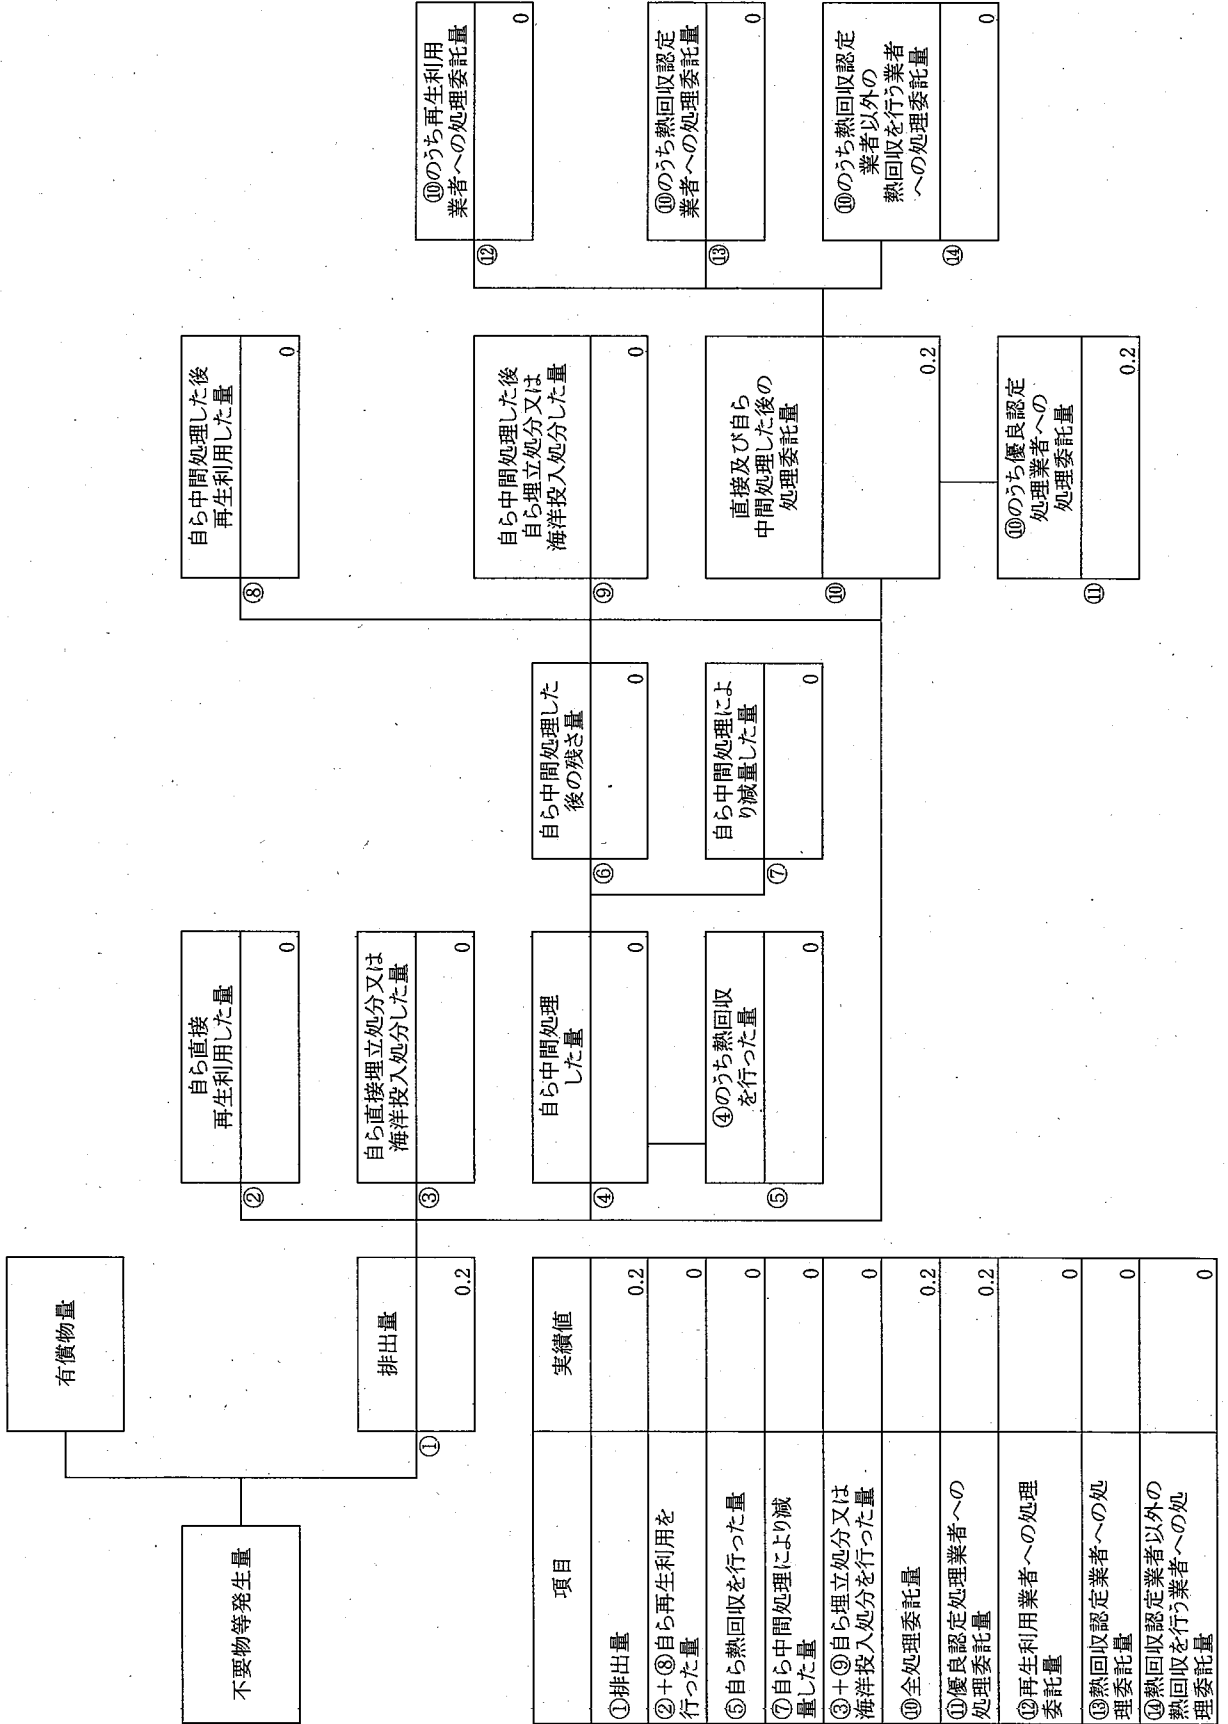 有償物量
不要物等発生量
排出量
①
0.2
自ら直接
再生利用した量
②
0
自ら直接埋立処分又は
海洋投入処分した量
③
0
自ら中間処理
した量
④
0
④のうち熱回収
を行った量
⑤
0
自ら中間処理した
後の残さ量
⑥
0
自ら中間処理によ
り減量した量
⑦
0
自ら中間処理した後
再生利用した量
⑧
0
自ら中間処理した後
自ら埋立処分又は
海洋投入処分した量
⑨
0
直接及び自ら
中間処理した後の
処理委託量
⑩
0.2
⑩のうち優良認定
処理業者への
処理委託量
⑪
0.2
⑩のうち再生利用
業者への処理委託量
⑫
0
⑩のうち熱回収認定
業者への処理委託量
⑬
0
⑩のうち熱回収認定
業者以外の
熱回収を行う業者
への処理委託量
⑭
0
項目 実績値
①排出量 0.2
②+⑧自ら再生利用を
行った量 0
⑤自ら熱回収を行った量 0
⑦自ら中間処理により減
量した量 0
③+⑨自ら埋立処分又は
海洋投入処分を行った量 0
⑩全処理委託量 0.2
⑪優良認定処理業者への
処理委託量 0.2
⑫再生利用業者への処理
委託量 0
⑬熱回収認定業者への処
理委託量 0
⑭熱回収認定業者以外の
熱回収を行う業者への処
理委託量 0